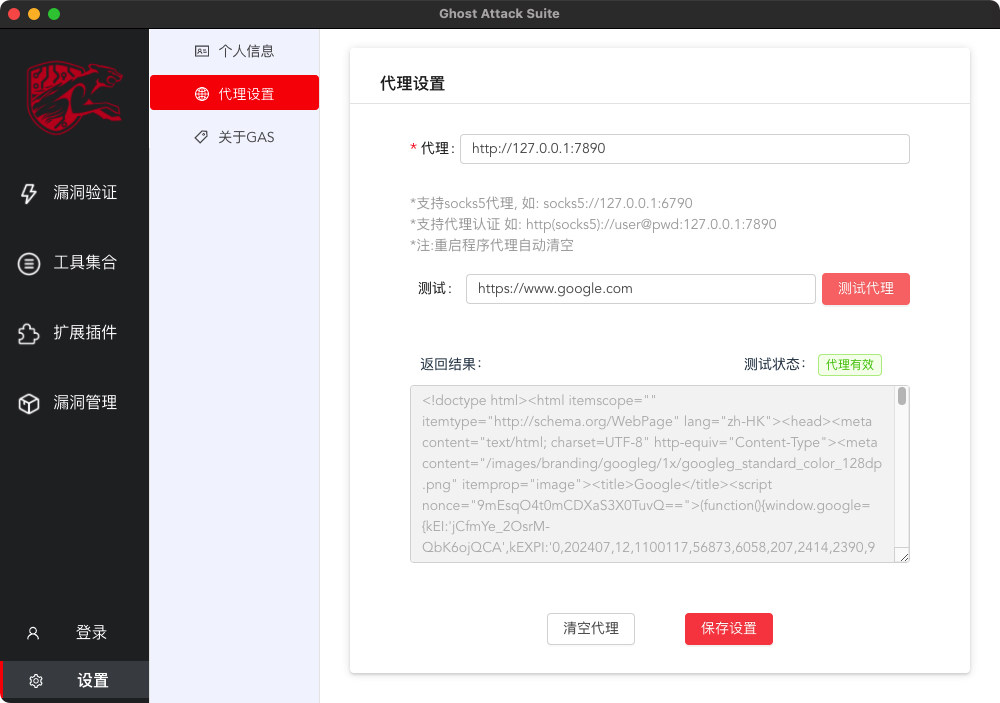 Ghost Attack Suite
漏洞验证
工具集合
扩展插件
漏洞管理
登录
设置
个人信息
代理设置
关于GAS
代理设置
* 代理: http://127.0.0.1:7890
*支持socks5代理, 如: socks5://127.0.0.1:6790
*支持代理认证 如: http(socks5)://user@pwd:127.0.0.1:7890
*注:重启程序代理自动清空
测试: https://www.google.com 测试代理
返回结果: 测试状态: 代理有效
<!doctype html><html itemscope=""
itemtype="http://schema.org/WebPage" lang="zh-HK"><head><meta
content="text/html; charset=UTF-8" http-equiv="Content-Type"><meta
content="/images/branding/googleg/1x/googleg_standard_color_128dp
.png" itemprop="image"><title>Google</title><script
nonce="9mEsqO4t0mCDXaS3X0TuvQ==">(function(){window.google=
{kEI:'jCfmYe_2OsrM-
QbK6ojQCA',kEXPI:'0,202407,12,1100117,56873,6058,207,2414,2390,9
清空代理 保存设置